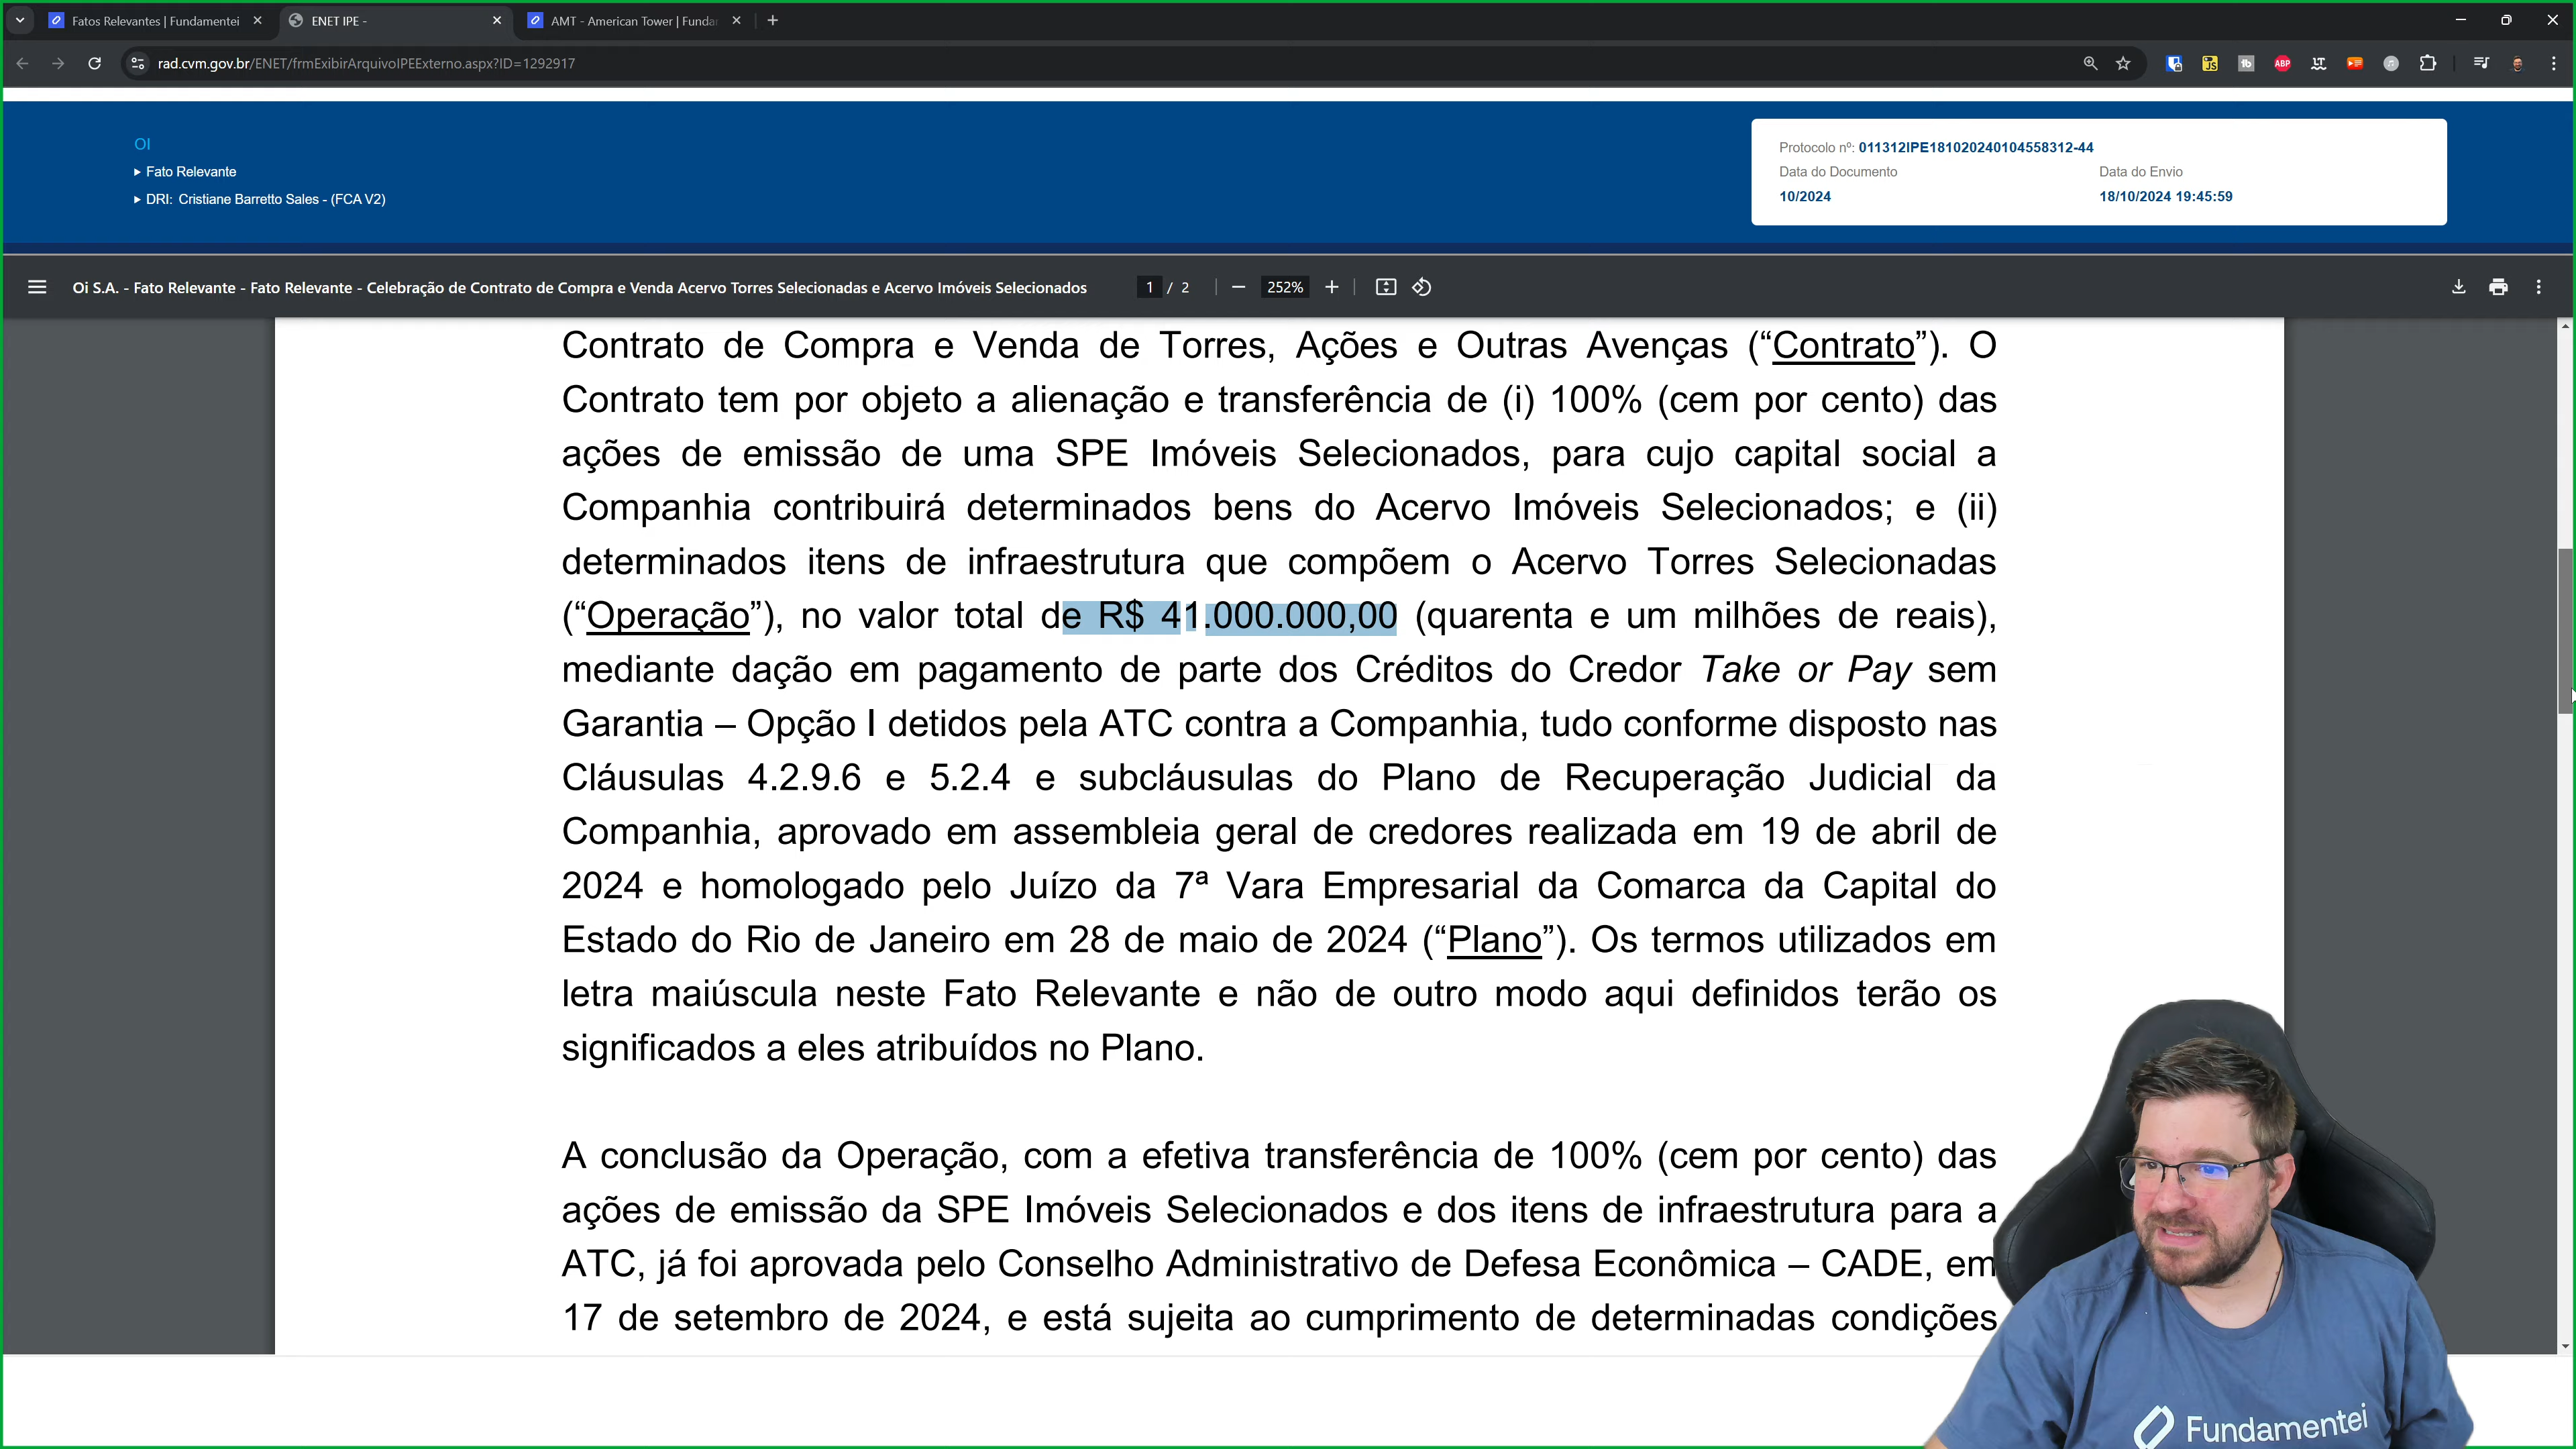 Fatos Relevantes | Fundamentei
ENET IPE -
AMT - American Tower | Funda
rad.cvm.gov.br/ENET/frmExibirArquivoIPEExterno.aspx?ID=1292917
OI
Fato Relevante
DRI: Cristiane Barretto Sales - (FCA V2)
Protocolo nº: 011312IPE181020240104558312-44
Data do Documento
Data do Envio
10/2024
18/10/2024 19:45:59
Oi S.A. - Fato Relevante - Fato Relevante - Celebração de Contrato de Compra e Venda Acervo Torres Selecionadas e Acervo Imóveis Selecionados
1 / 2
252%
Contrato de Compra e Venda de Torres, Ações e Outras Avenças (“Contrato”). O
Contrato tem por objeto a alienação e transferência de (i) 100% (cem por cento) das
ações de emissão de uma SPE Imóveis Selecionados, para cujo capital social a
Companhia contribuirá determinados bens do Acervo Imóveis Selecionados; e (ii)
determinados itens de infraestrutura que compõem o Acervo Torres Selecionadas
(“Operação”), no valor total de R$ 41.000.000,00 (quarenta e um milhões de reais),
mediante dação em pagamento de parte dos Créditos do Credor Take or Pay sem
Garantia – Opção I detidos pela ATC contra a Companhia, tudo conforme disposto nas
Cláusulas 4.2.9.6 e 5.2.4 e subcláusulas do Plano de Recuperação Judicial da
Companhia, aprovado em assembleia geral de credores realizada em 19 de abril de
2024 e homologado pelo Juízo da 7ª Vara Empresarial da Comarca da Capital do
Estado do Rio de Janeiro em 28 de maio de 2024 (“Plano”). Os termos utilizados em
letra maiúscula neste Fato Relevante e não de outro modo aqui definidos terão os
significados a eles atribuídos no Plano.
A conclusão da Operação, com a efetiva transferência de 100% (cem por cento) das
ações de emissão da SPE Imóveis Selecionados e dos itens de infraestrutura para a
ATC, já foi aprovada pelo Conselho Administrativo de Defesa Econômica – CADE, em
17 de setembro de 2024, e está sujeita ao cumprimento de determinadas condições
Fundamentei